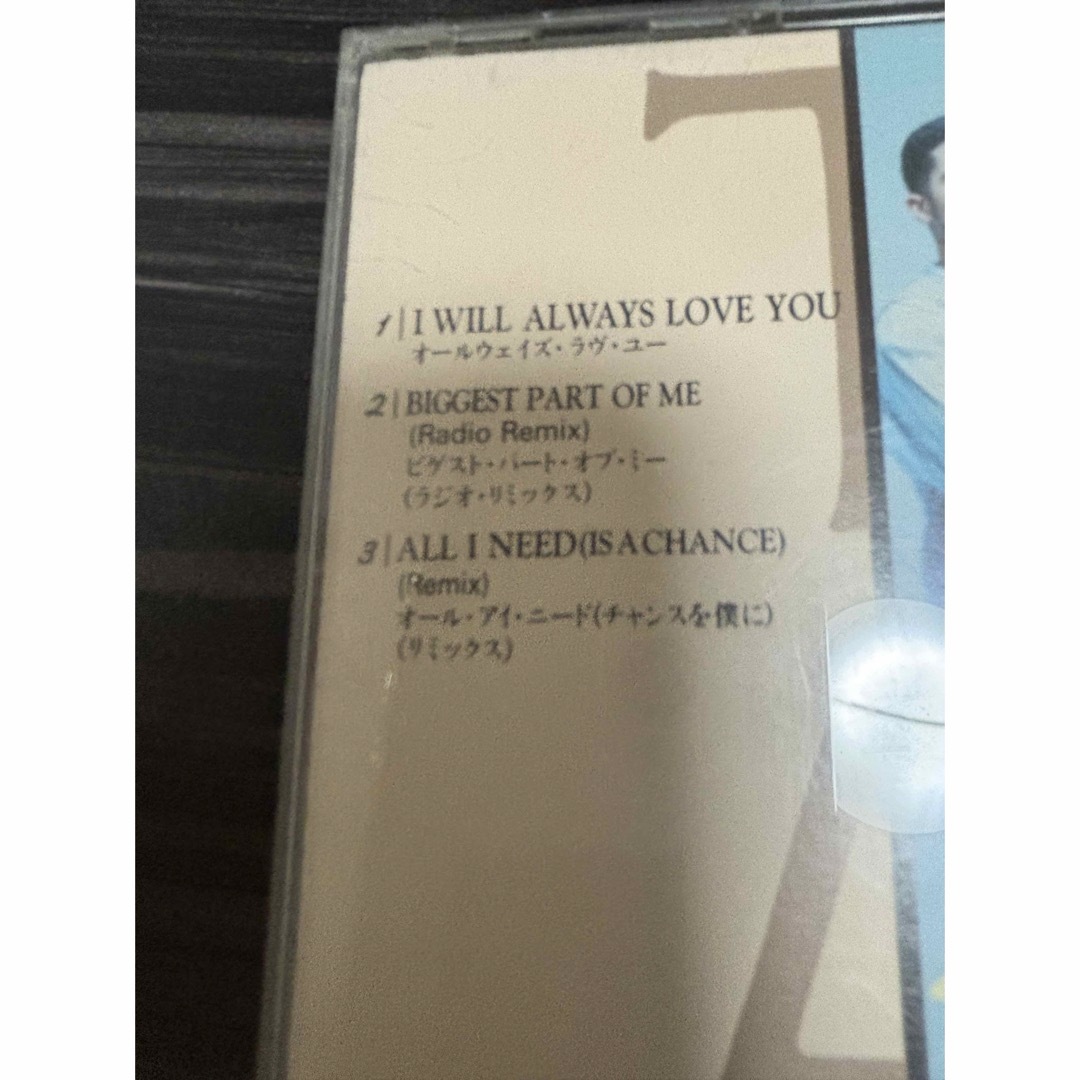 1 | I WILL ALWAYS LOVE YOU
オールウェイズ・ラヴ・ユー
2 | BIGGEST PART OF ME
(Radio Remix)
ビゲスト・パート・オブ・ミー
(ラジオ・リミックス)
3 | ALL I NEED(IS A CHANCE)
(Remix)
オール・アイ・ニード(チャンスを僕に)
(リミックス)